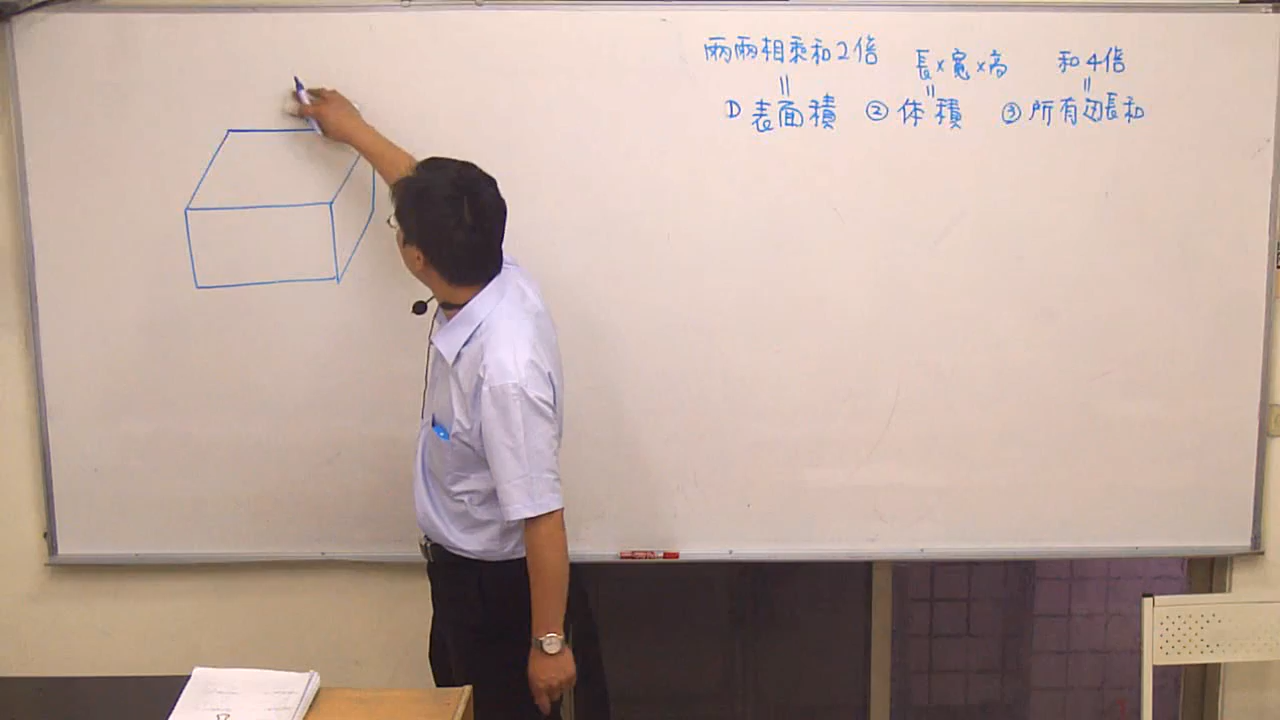 兩兩相乘和2倍 長×寬×高 和4倍
= = =
①表面積 ②体積 ③所有边長和